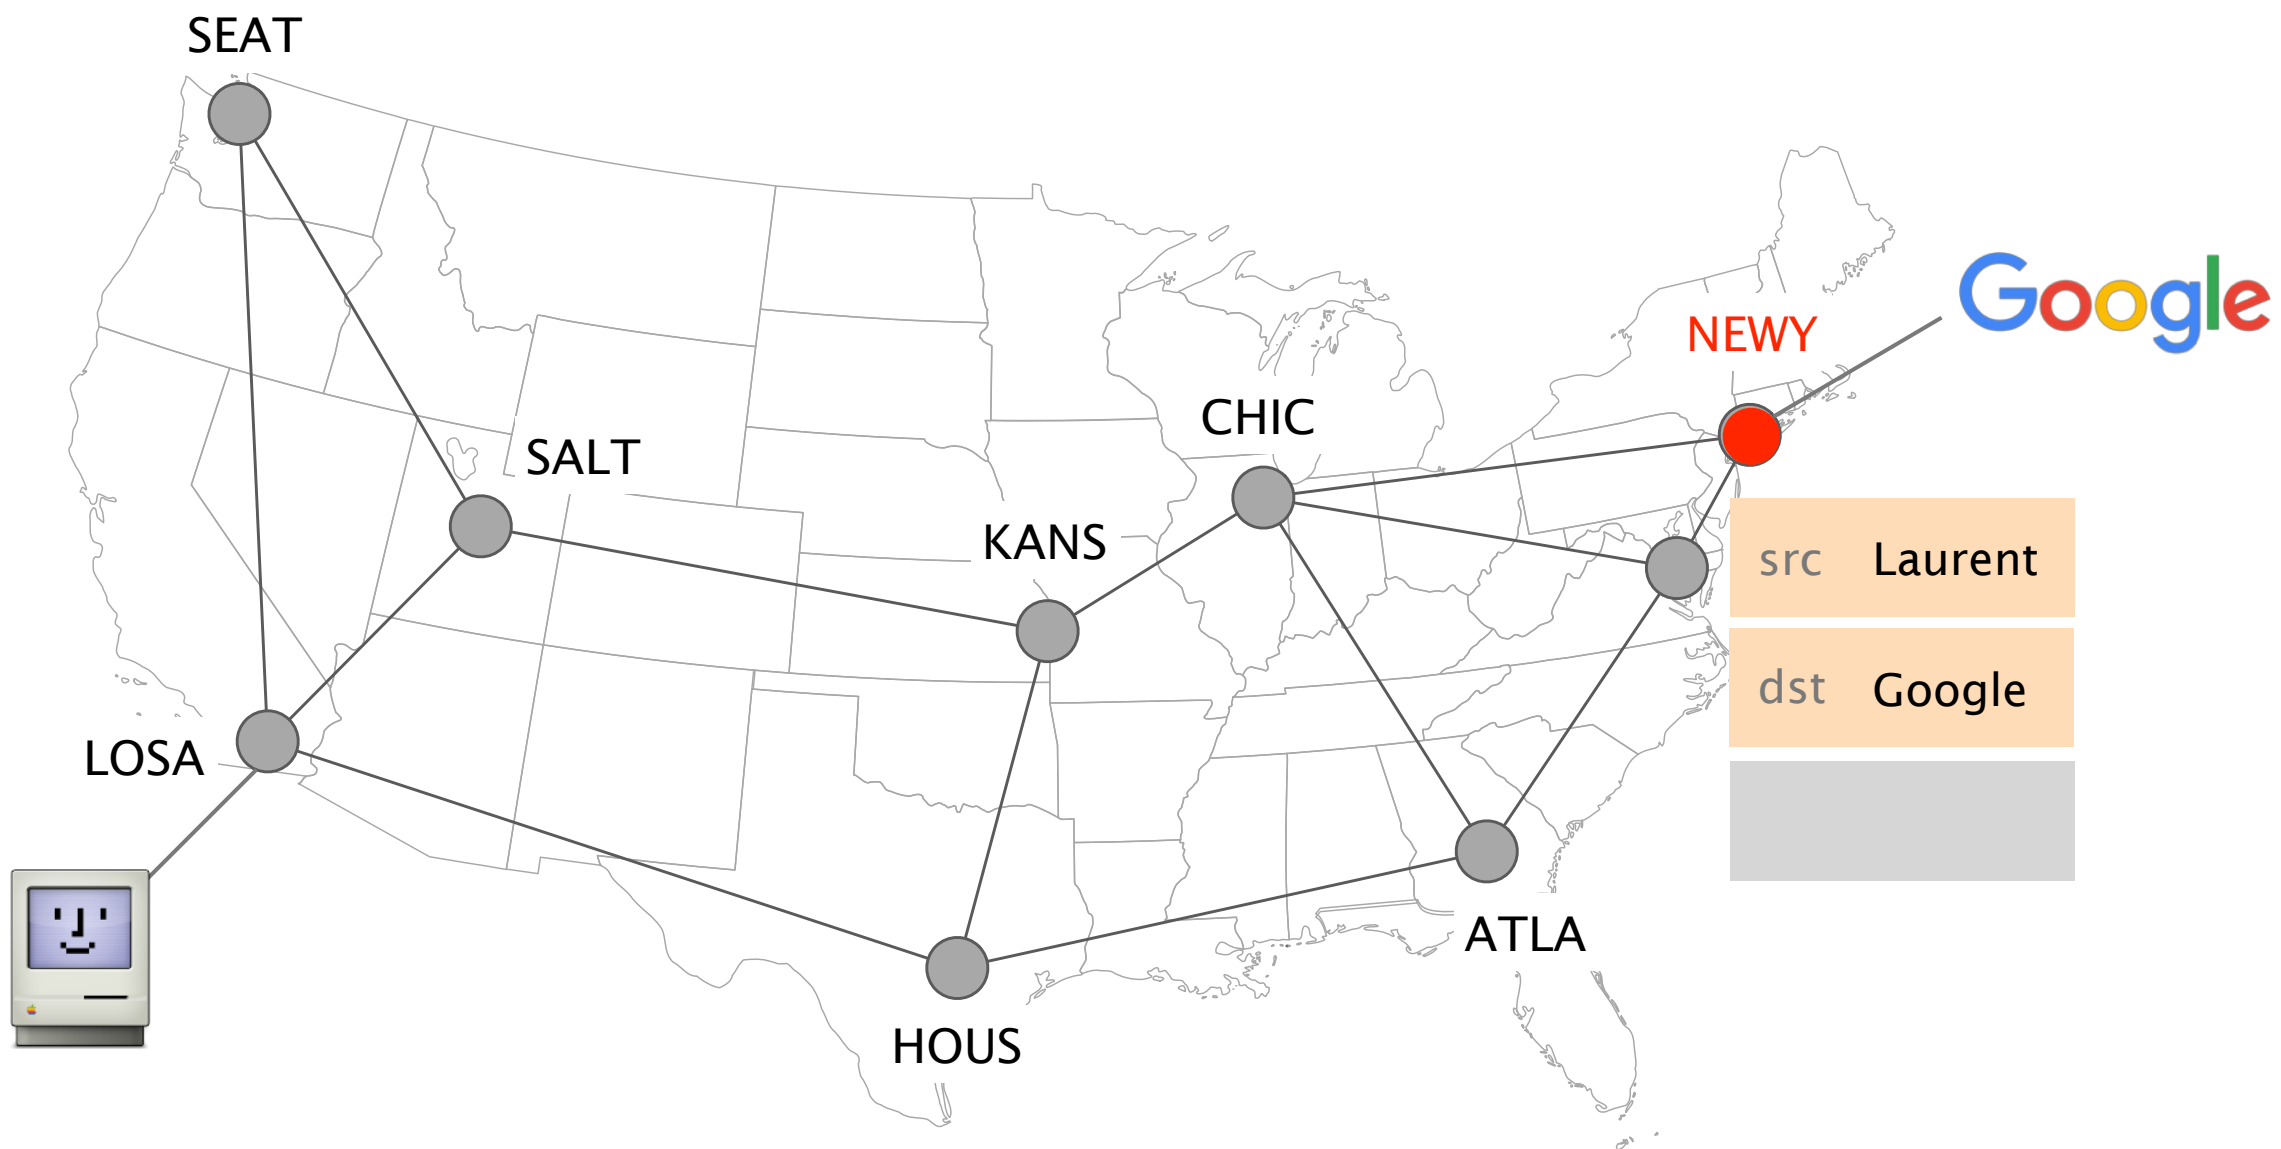 SEAT
Google
NEWY
CHIC
SALT
KANS
src Laurent
dst Google
LOSA
ATLA
HOUS